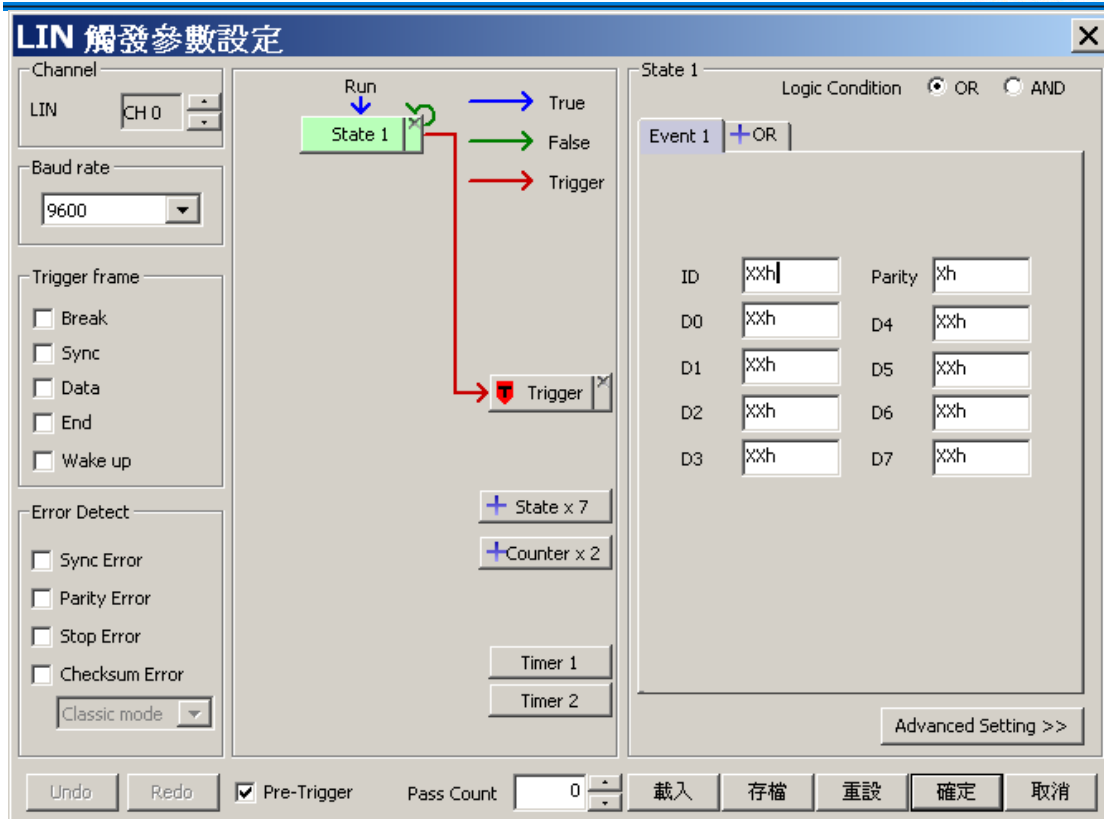 LIN 觸發參數設定
Channel
LIN CH 0
Baud rate
9600
Trigger frame
Break
Sync
Data
End
Wake up
Error Detect
Sync Error
Parity Error
Stop Error
Checksum Error
Classic mode
Run
State 1
True
False
Trigger
Trigger
State x 7
Counter x 2
Timer 1
Timer 2
State 1
Logic Condition OR AND
Event 1 +OR
ID XXh Parity Xh
D0 XXh D4 XXh
D1 XXh D5 XXh
D2 XXh D6 XXh
D3 XXh D7 XXh
Advanced Setting >>
Undo Redo Pre-Trigger Pass Count 0 載入 存檔 重設 確定 取消